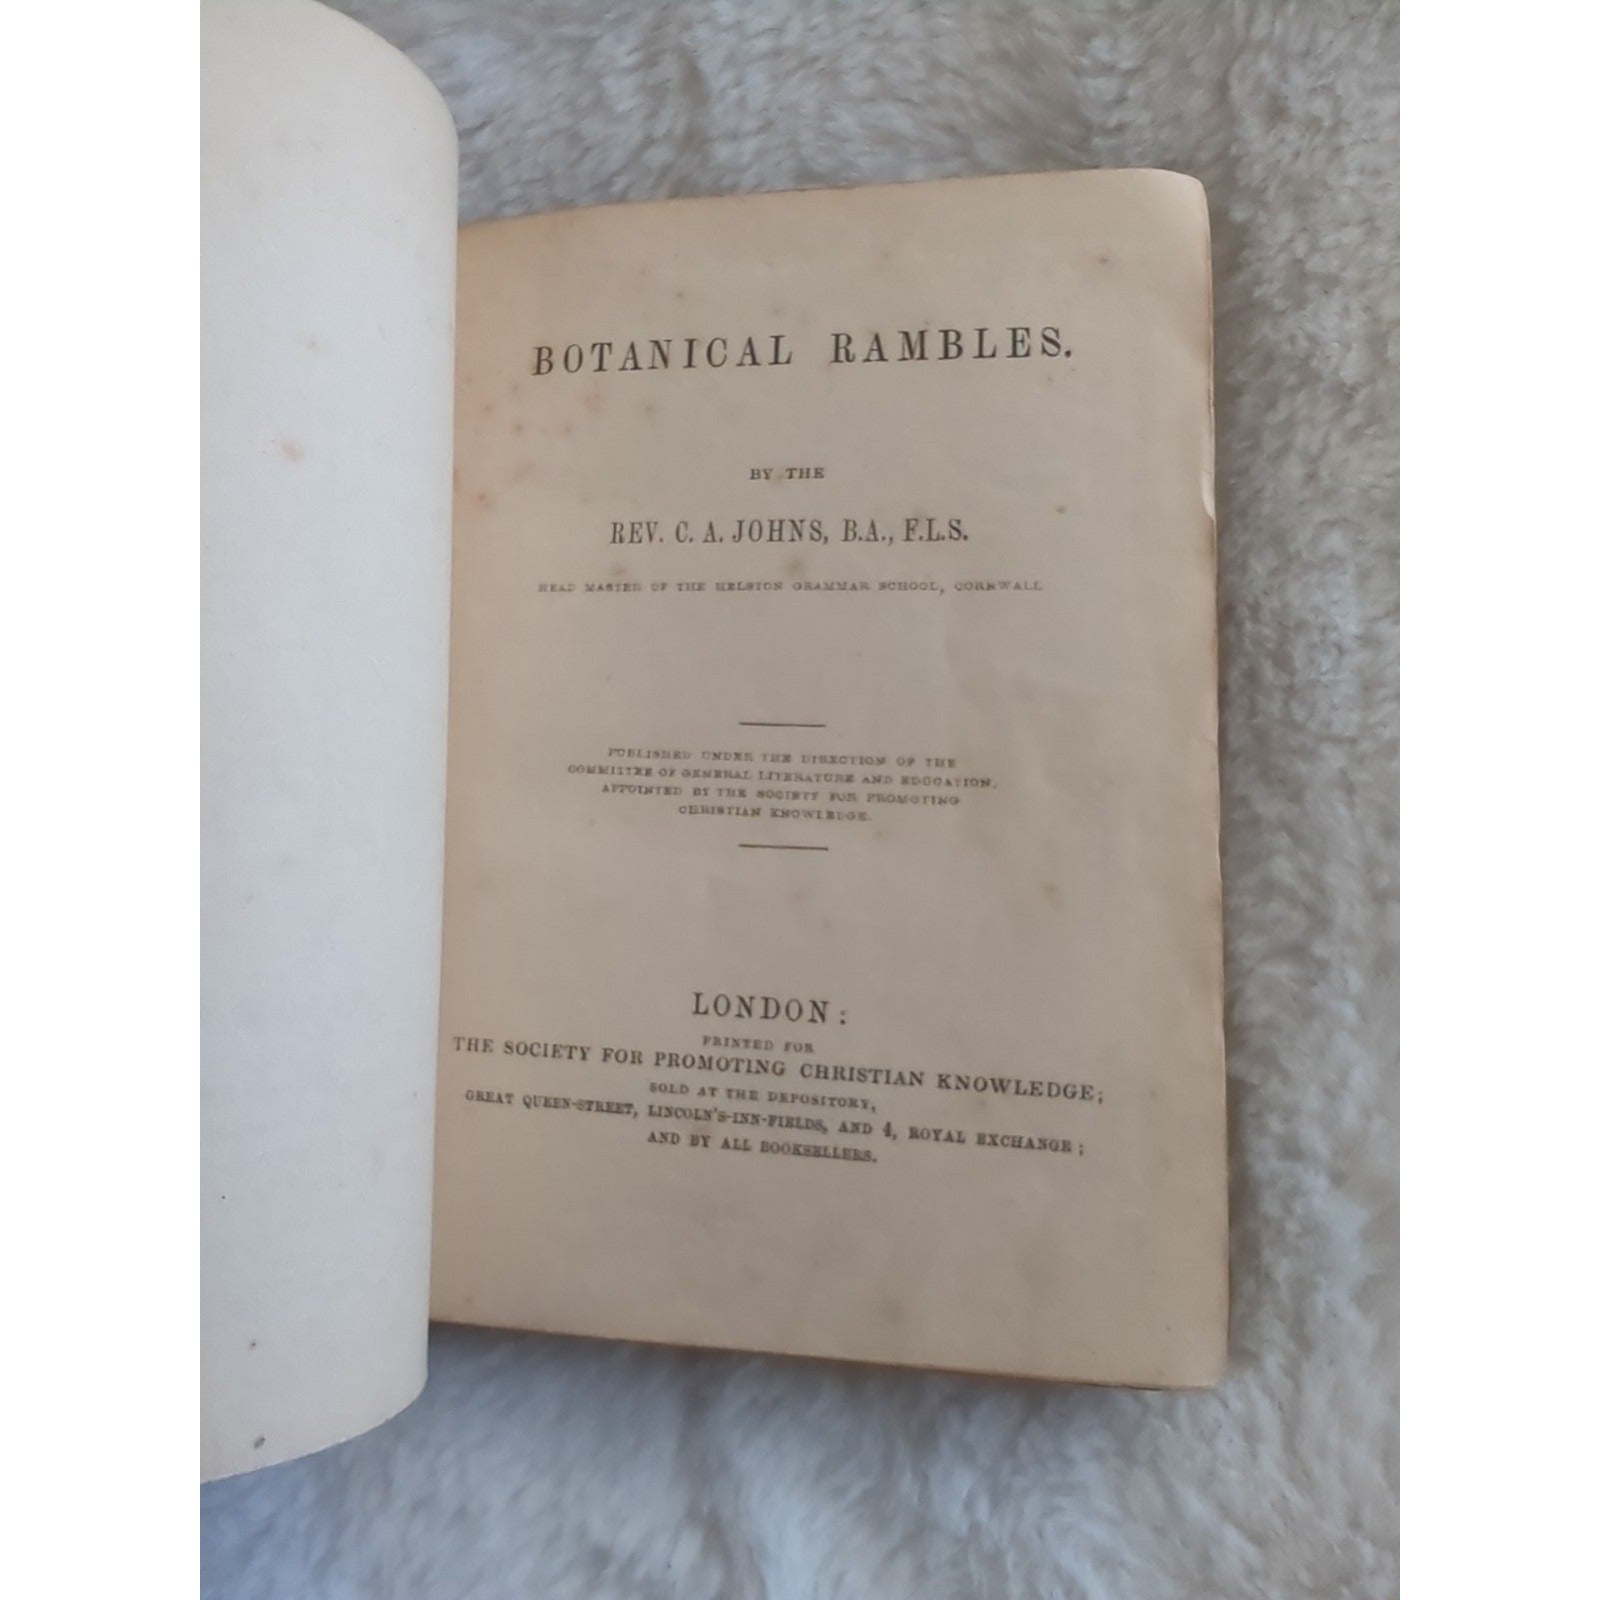 BOTANICAL RAMBLES.
BY THE
REV. C. A. JOHNS, B.A., F.L.S.
HEAD MASTER OF THE HELSTON GRAMMAR SCHOOL, CORNWALL
PUBLISHED UNDER THE DIRECTION OF THE
COMMITTEE OF GENERAL LITERATURE AND EDUCATION,
APPOINTED BY THE SOCIETY FOR PROMOTING
CHRISTIAN KNOWLEDGE.
LONDON:
PRINTED FOR
THE SOCIETY FOR PROMOTING CHRISTIAN KNOWLEDGE;
SOLD AT THE DEPOSITORY,
GREAT QUEEN-STREET, LINCOLN'S-INN-FIELDS, AND 4, ROYAL EXCHANGE;
AND BY ALL BOOKSELLERS.